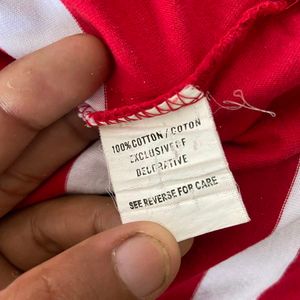 100% COTTON / COTON
EXCLUSIVE OF
DECORATIVE
SEE REVERSE FOR CARE